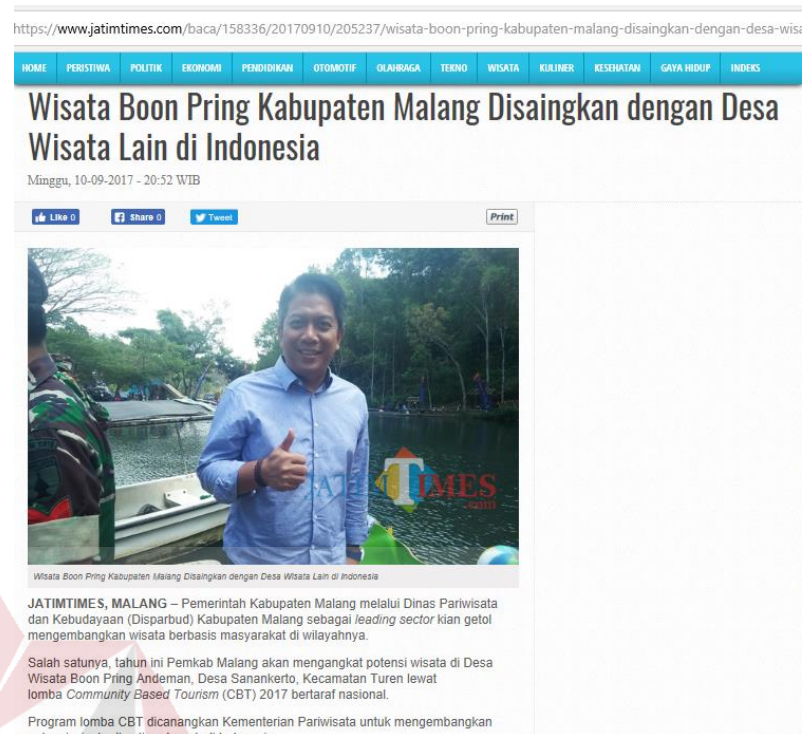 https://www.jatimtimes.com/baca/158336/20170910/205237/wisata-boon-pring-kabupaten-malang-disaingkan-dengan-desa-wisa
HOME PERISTIWA POLITIK EKONOMI PENDIDIKAN OTOMOTIF OLAHRAGA TEKNO WISATA KULINER KESEHATAN GAYA HIDUP INDEKS
Wisata Boon Pring Kabupaten Malang Disaingkan dengan Desa
Wisata Lain di Indonesia
Minggu, 10-09-2017 - 20:52 WIB
Like 0 Share 0 Tweet Print
JATIMTIMES
.com
Wisata Boon Pring Kabupaten Malang Disaingkan dengan Desa Wisata Lain di Indonesia
JATIMTIMES, MALANG – Pemerintah Kabupaten Malang melalui Dinas Pariwisata
dan Kebudayaan (Disparbud) Kabupaten Malang sebagai leading sector kian getol
mengembangkan wisata berbasis masyarakat di wilayahnya.
Salah satunya, tahun ini Pemkab Malang akan mengangkat potensi wisata di Desa
Wisata Boon Pring Andeman, Desa Sanankerto, Kecamatan Turen lewat
lomba Community Based Tourism (CBT) 2017 bertaraf nasional.
Program lomba CBT dicanangkan Kementerian Pariwisata untuk mengembangkan